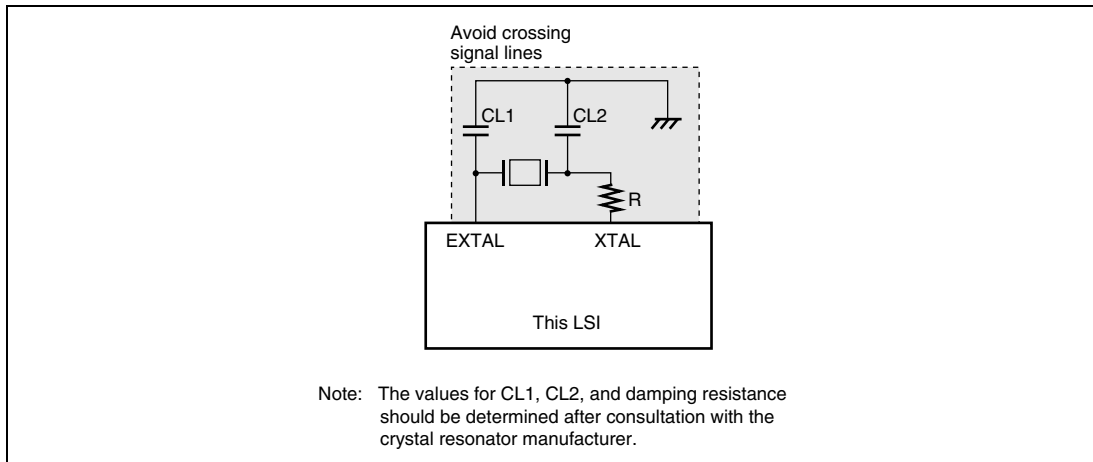 Avoid crossing
signal lines
CL1
CL2
R
EXTAL
XTAL
This LSI
Note: The values for CL1, CL2, and damping resistance
should be determined after consultation with the
crystal resonator manufacturer.